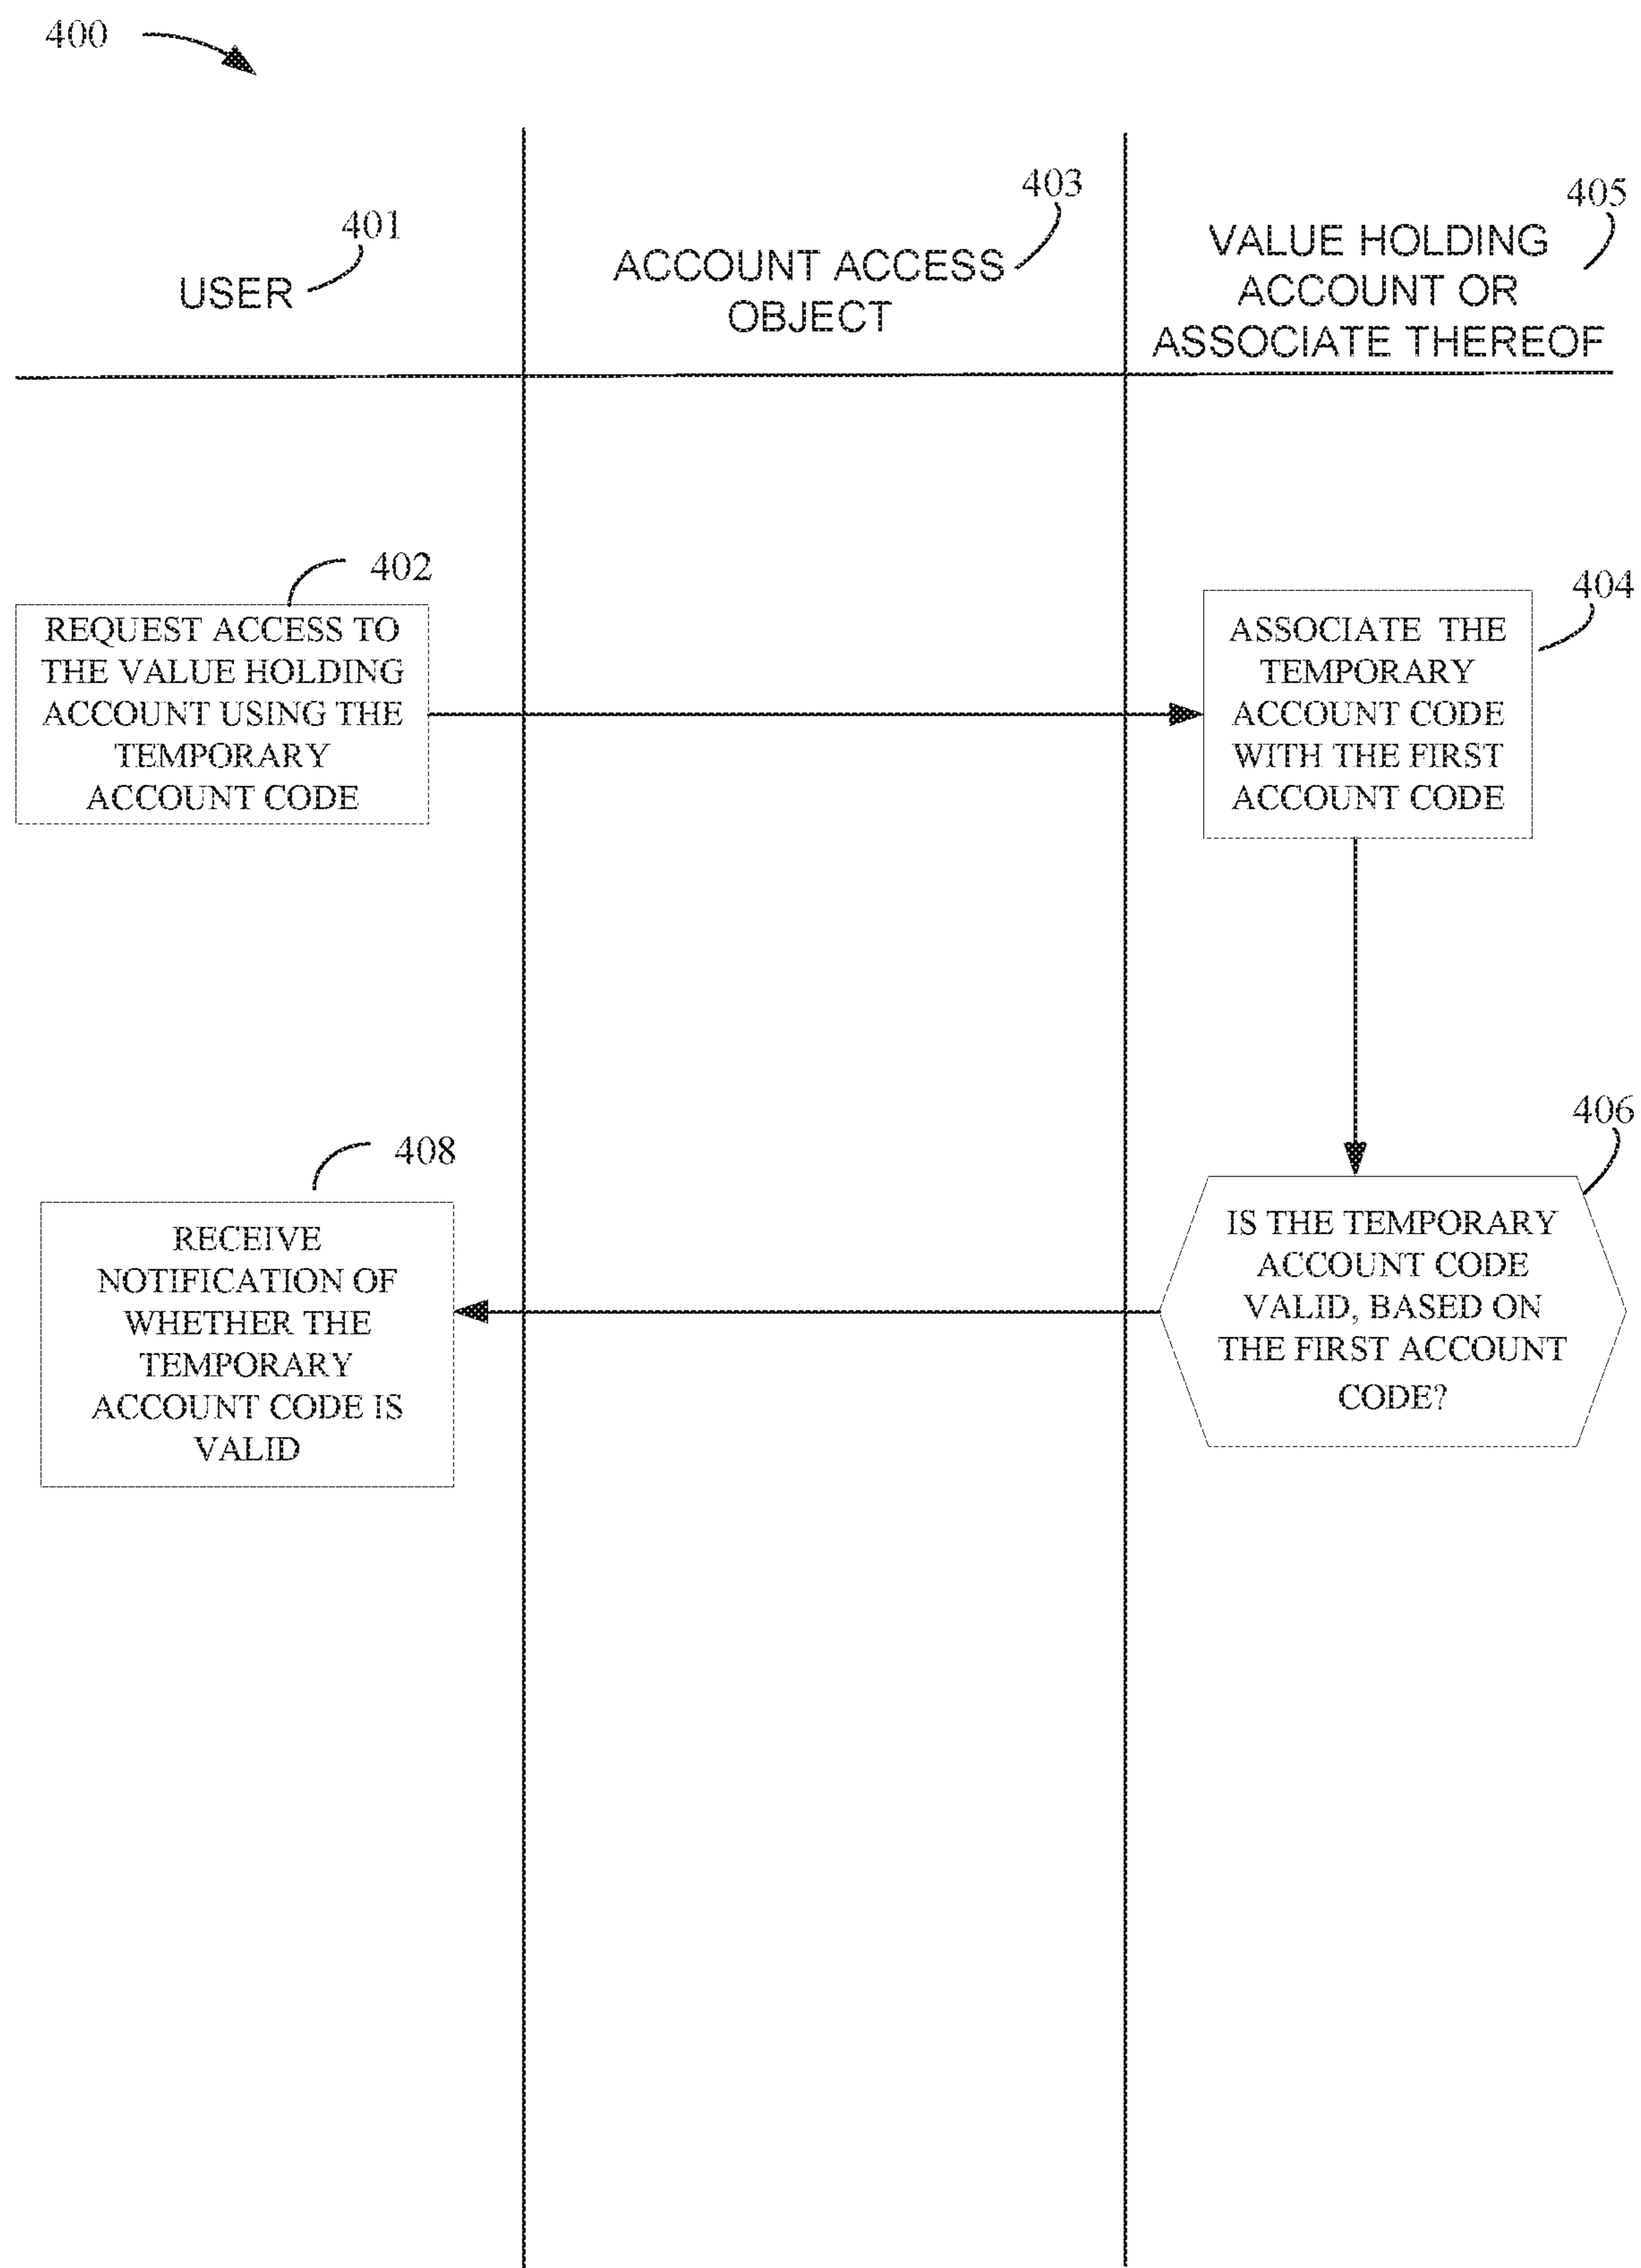 400
401
USER
403
ACCOUNT ACCESS
OBJECT
405
VALUE HOLDING
ACCOUNT OR
ASSOCIATE THEREOF
402
REQUEST ACCESS TO
THE VALUE HOLDING
ACCOUNT USING THE
TEMPORARY
ACCOUNT CODE
404
ASSOCIATE THE
TEMPORARY
ACCOUNT CODE
WITH THE FIRST
ACCOUNT CODE
406
IS THE TEMPORARY
ACCOUNT CODE
VALID, BASED ON
THE FIRST ACCOUNT
CODE?
408
RECEIVE
NOTIFICATION OF
WHETHER THE
TEMPORARY
ACCOUNT CODE IS
VALID